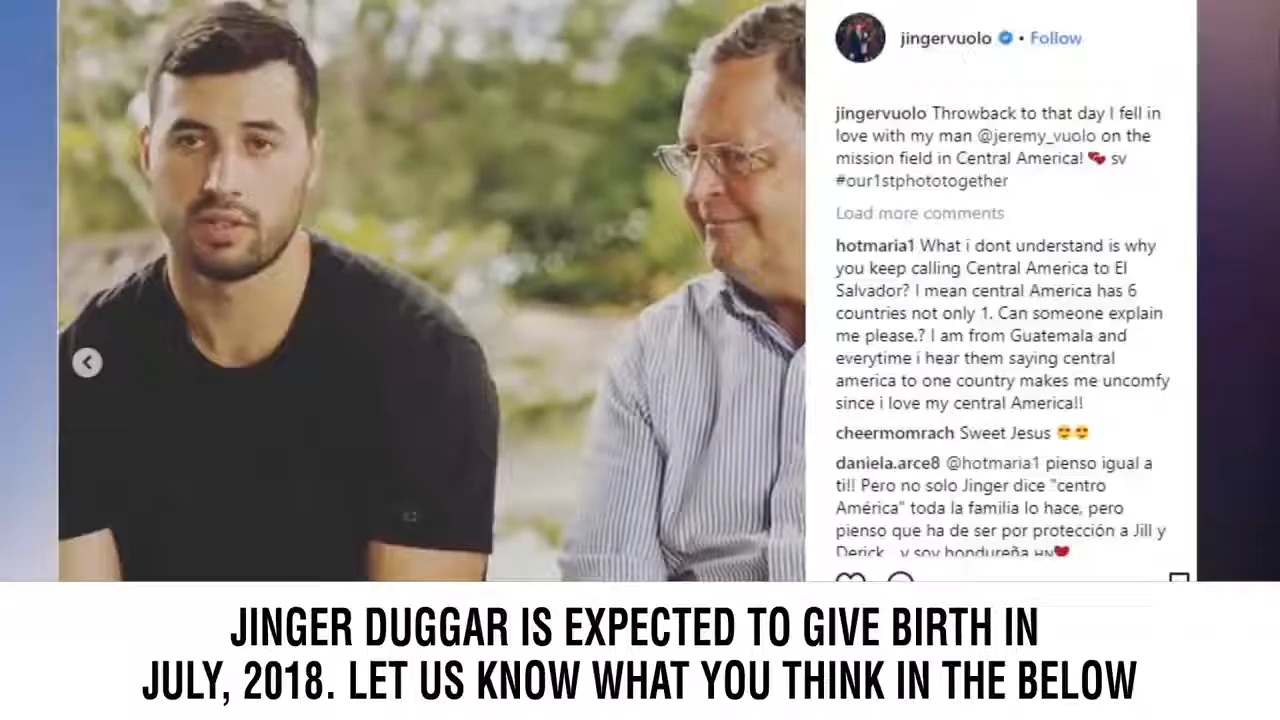 jingervuolo • Follow
jingervuolo Throwback to that day I fell in
love with my man @jeremy_vuolo on the
mission field in Central America! 💕 sv
#our1stphototogether
Load more comments
hotmaria1 What i dont understand is why
you keep calling Central America to El
Salvador? I mean central America has 6
countries not only 1. Can someone explain
me please.? I am from Guatemala and
everytime i hear them saying central
america to one country makes me uncomfy
since i love my central America!!
cheermomrach Sweet Jesus 😍😍
daniela.arce8 @hotmaria1 pienso igual a
ti!! Pero no solo Jinger dice "centro
América" toda la familia lo hace, pero
pienso que ha de ser por protección a Jill y
Derick... y soy hondureña HN❤
JINGER DUGGAR IS EXPECTED TO GIVE BIRTH IN
JULY, 2018. LET US KNOW WHAT YOU THINK IN THE BELOW